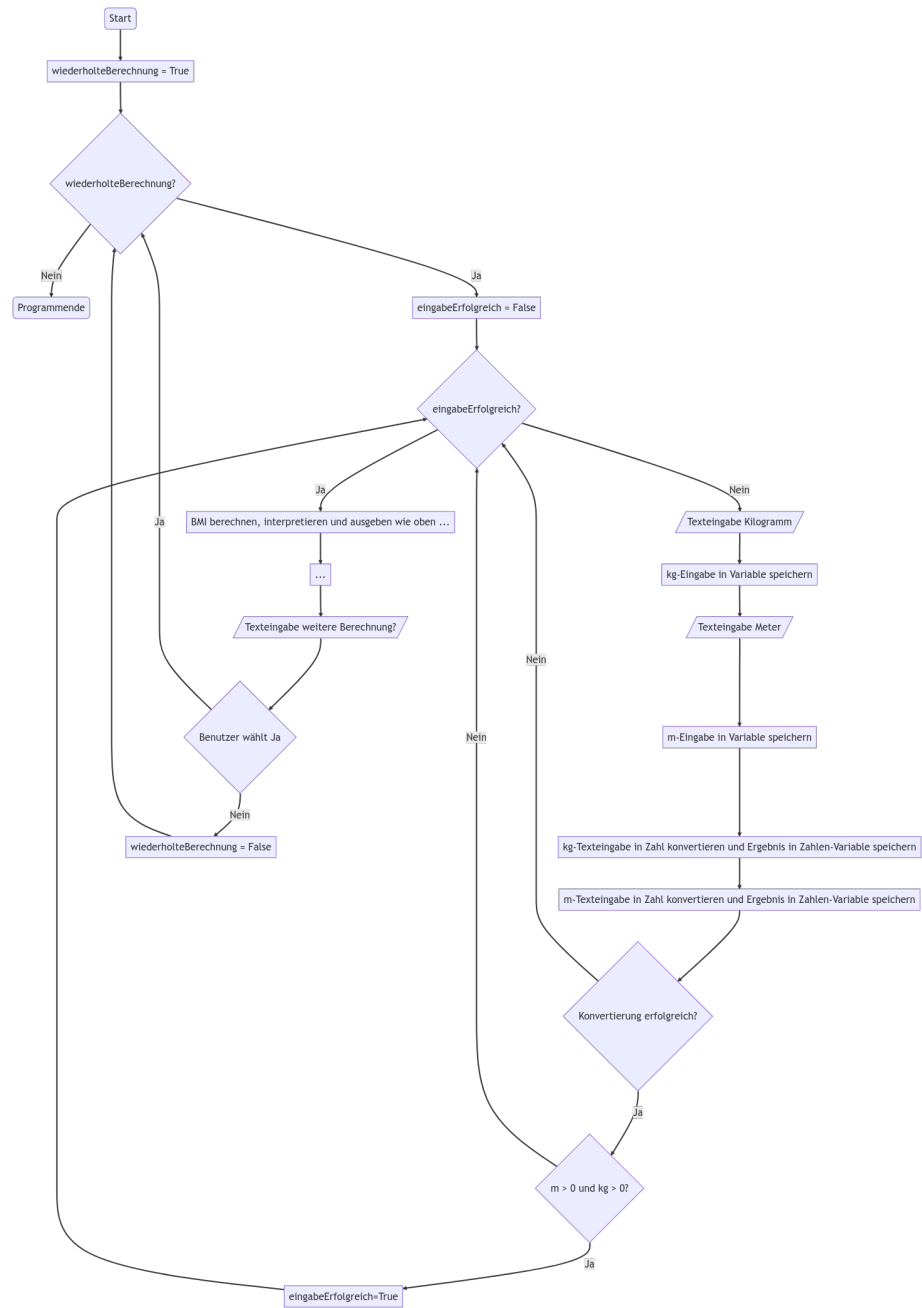 Start
wiederholteBerechnung = True
wiederholteBerechnung?
Nein
Ja
Programmende
eingabeErfolgreich = False
eingabeErfolgreich?
Ja
Nein
BMI berechnen, interpretieren und ausgeben wie oben ...
Texteingabe Kilogramm
Ja
...
kg-Eingabe in Variable speichern
Texteingabe weitere Berechnung?
Texteingabe Meter
Nein
Benutzer wählt Ja
Nein
m-Eingabe in Variable speichern
Nein
wiederholteBerechnung = False
kg-Texteingabe in Zahl konvertieren und Ergebnis in Zahlen-Variable speichern
m-Texteingabe in Zahl konvertieren und Ergebnis in Zahlen-Variable speichern
Konvertierung erfolgreich?
Ja
m > 0 und kg > 0?
Ja
eingabeErfolgreich=True